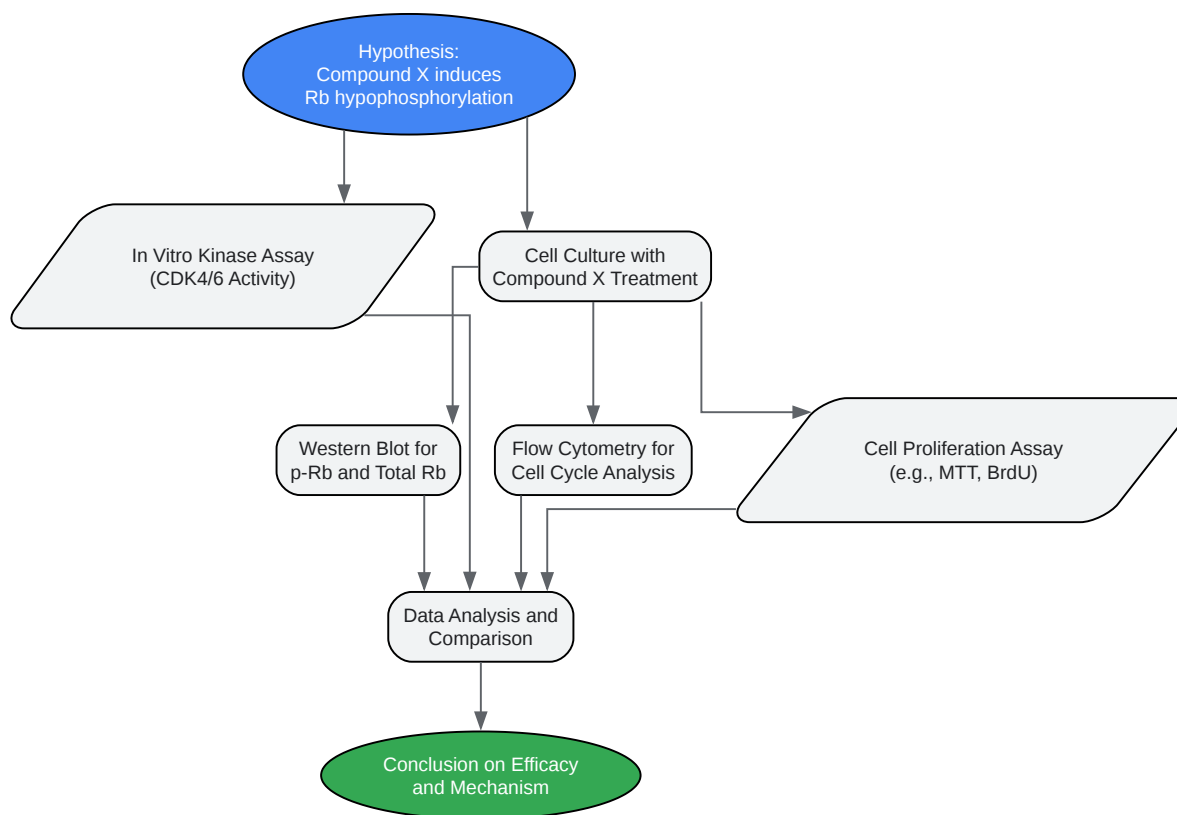 Hypothesis:
Compound X induces
Rb hypophosphorylation
In Vitro Kinase Assay
(CDK4/6 Activity)
Cell Culture with
Compound X Treatment
Western Blot for
p-Rb and Total Rb
Flow Cytometry for
Cell Cycle Analysis
Cell Proliferation Assay
(e.g., MTT, BrdU)
Data Analysis and
Comparison
Conclusion on Efficacy
and Mechanism